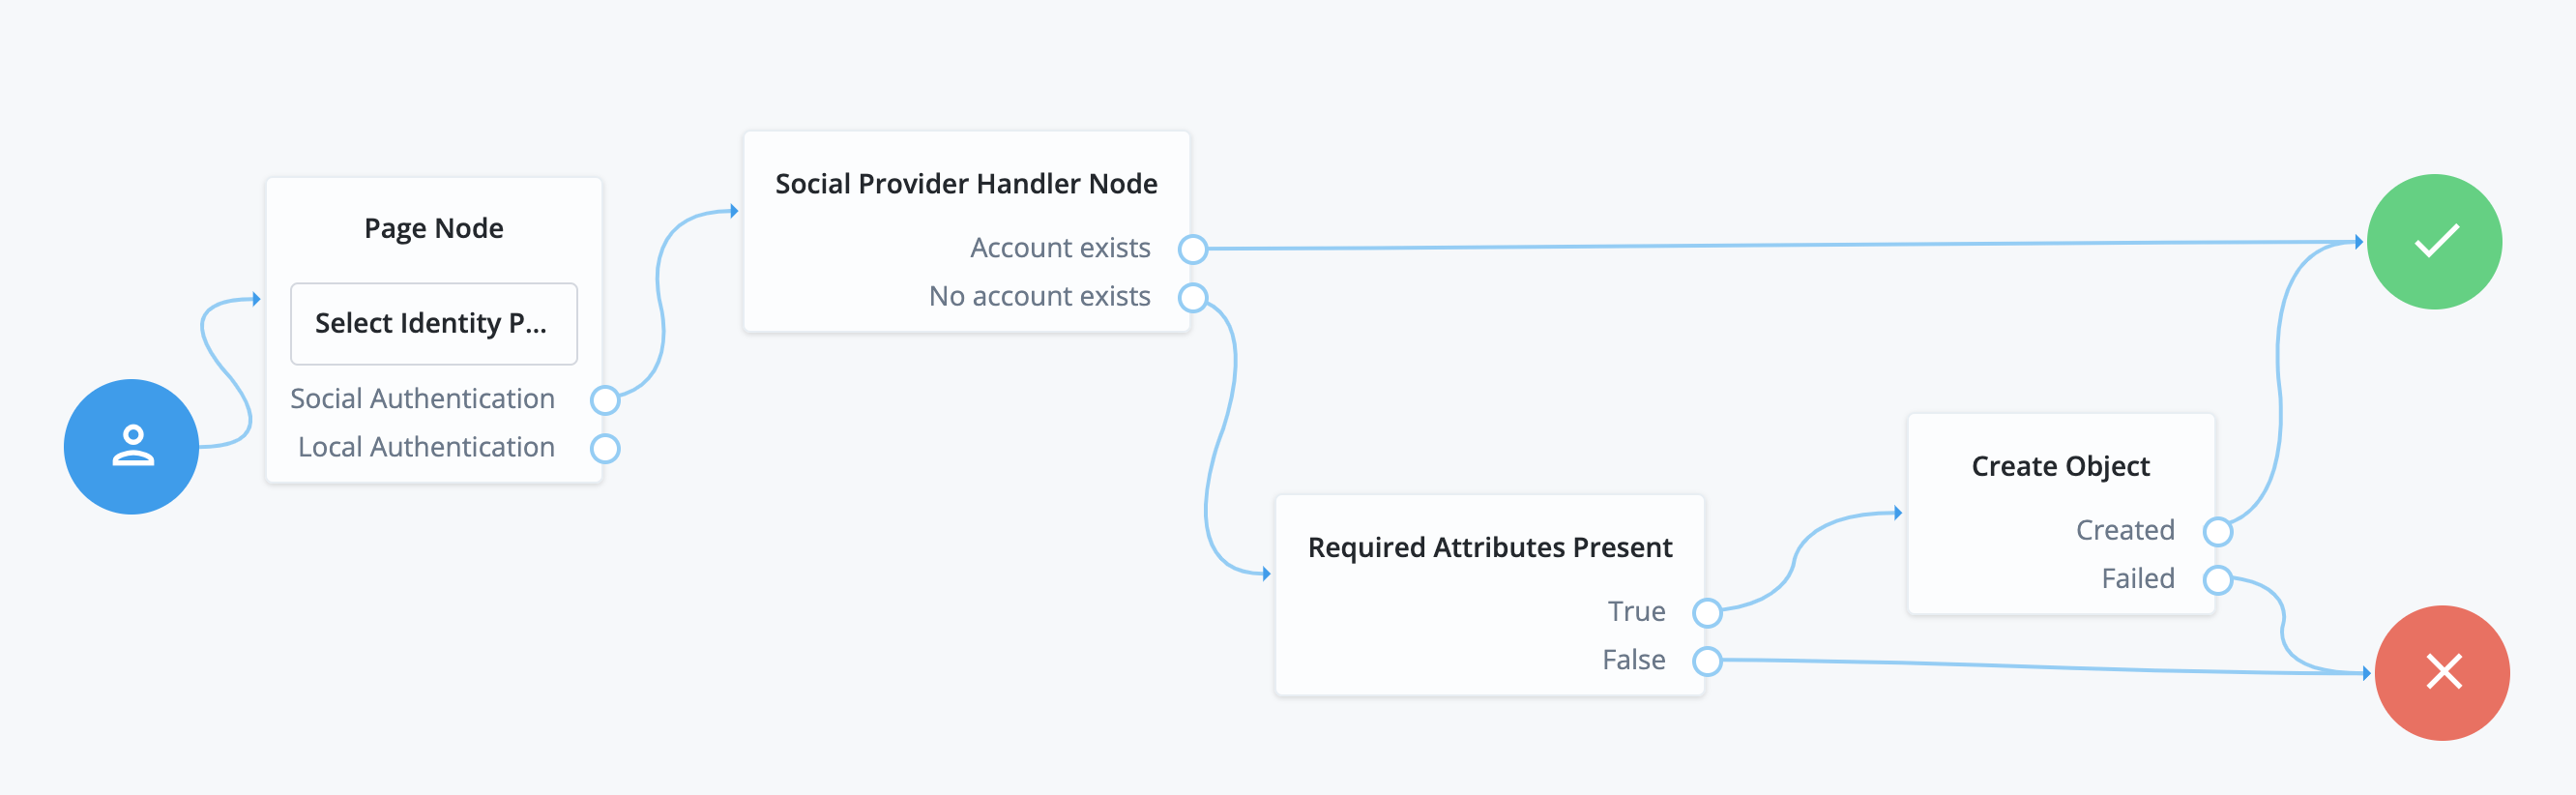 Page Node
Select Identity P...
Social Authentication
Local Authentication
Social Provider Handler Node
Account exists
No account exists
Required Attributes Present
True
False
Create Object
Created
Failed